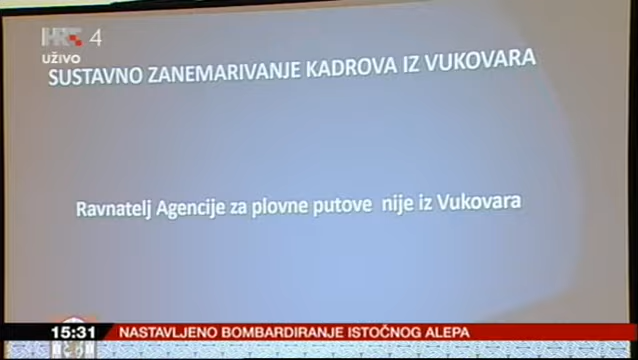 HRT 4
UŽIVO
SUSTAVNO ZANEMARIVANJE KADROVA IZ VUKOVARA
Ravnatelj Agencije za plovne putove nije iz Vukovara
15:31 NASTAVLJENO BOMBARDIRANJE ISTOČNOG ALEPA